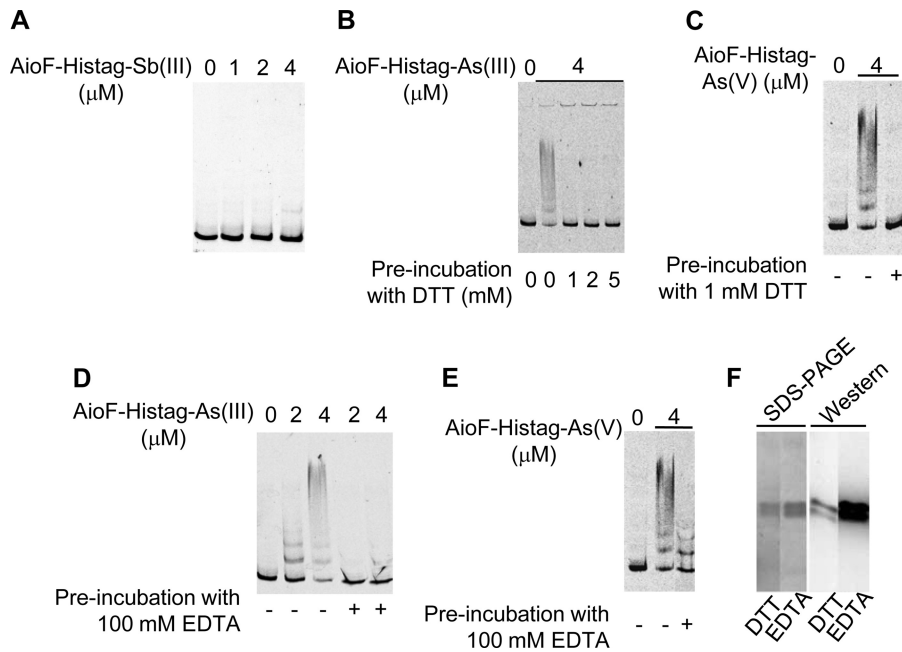 A
AioF-Histag-Sb(III) 0 1 2 4
(μM)
B
AioF-Histag-As(III) 0 4
(μM)
Pre-incubation
with DTT (mM) 0 0 1 2 5
C
AioF-Histag-
As(V) (μM) 0 4
Pre-incubation
with 1 mM DTT - - +
D
AioF-Histag-As(III) 0 2 4 2 4
(μM)
Pre-incubation with
100 mM EDTA - - - + +
E
AioF-Histag-As(V) 0 4
(μM)
Pre-incubation with
100 mM EDTA - - +
F
SDS-PAGE Western
DTT EDTA DTT EDTA